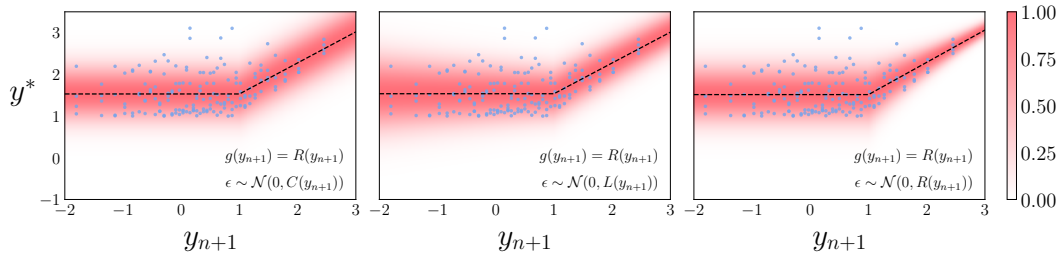 3
2
1
0
−1
y*
−2 −1 0 1 2 3
y_{n+1}
g(y_{n+1}) = R(y_{n+1})
ϵ ∼ 𝒩(0, C(y_{n+1}))
−2 −1 0 1 2 3
y_{n+1}
g(y_{n+1}) = R(y_{n+1})
ϵ ∼ 𝒩(0, L(y_{n+1}))
−2 −1 0 1 2 3
y_{n+1}
g(y_{n+1}) = R(y_{n+1})
ϵ ∼ 𝒩(0, R(y_{n+1}))
1.00
0.75
0.50
0.25
0.00